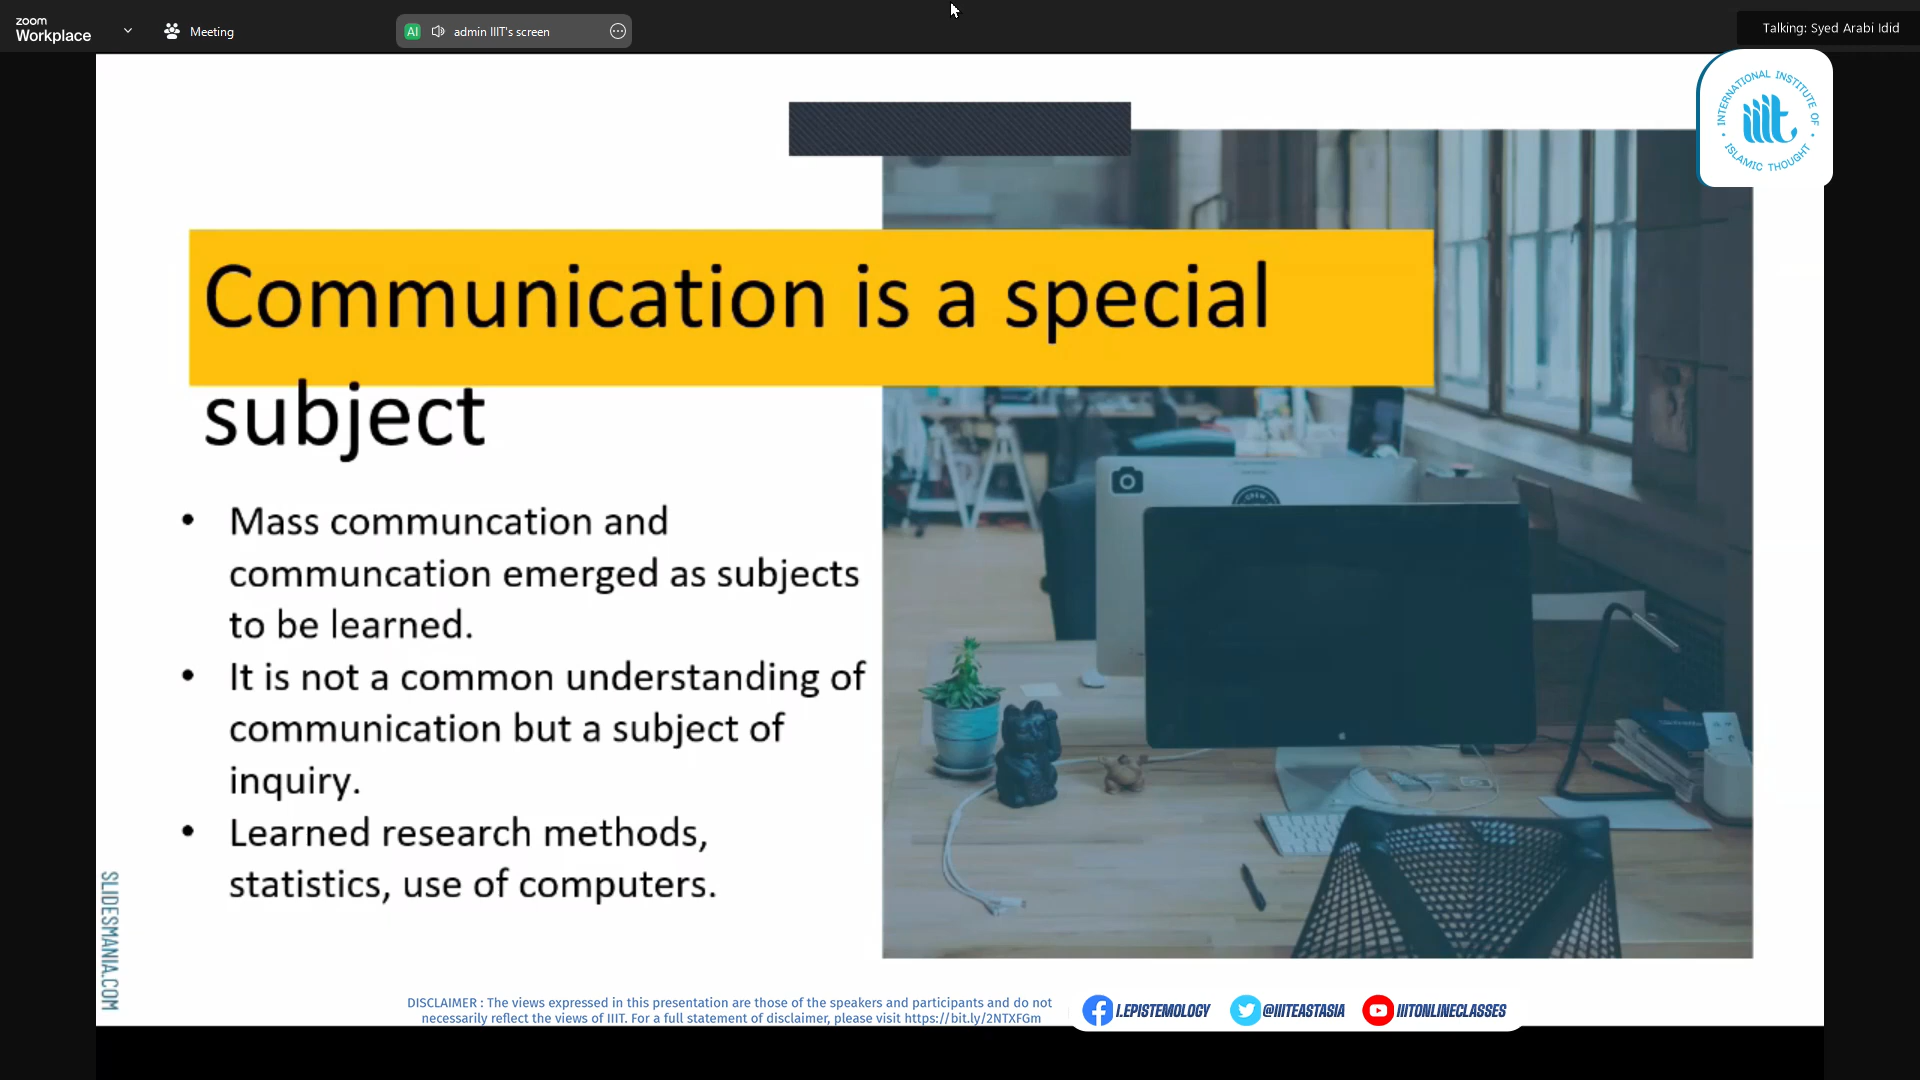 zoom
Workplace
Meeting
AI
admin IIIT's screen
Talking: Syed Arabi Idid
INTERNATIONAL INSTITUTE OF
iiit
ISLAMIC THOUGHT
Communication is a special
subject
• Mass communcation and
communcation emerged as subjects
to be learned.
• It is not a common understanding of
communication but a subject of
inquiry.
• Learned research methods,
statistics, use of computers.
SLIDESMANIA.COM
DISCLAIMER : The views expressed in this presentation are those of the speakers and participants and do not
necessarily reflect the views of IIIT. For a full statement of disclaimer, please visit https://bit.ly/2NTXFGm
I.EPISTEMOLOGY
@IIITEASTASIA
IIITONLINECLASSES